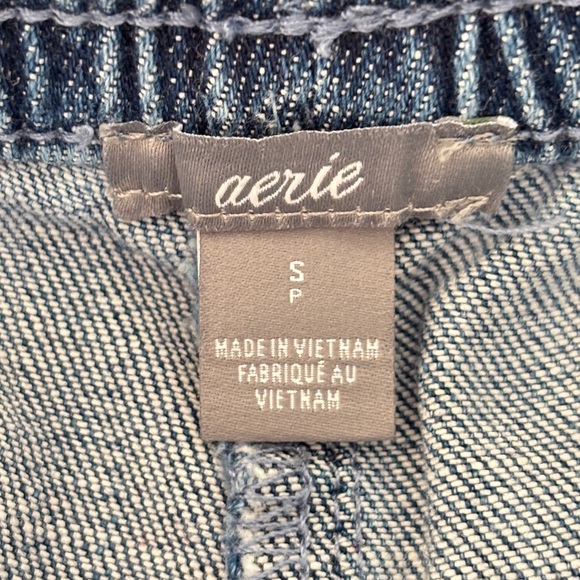 aerie
S
P
MADE IN VIETNAM
FABRIQUÉ AU
VIETNAM